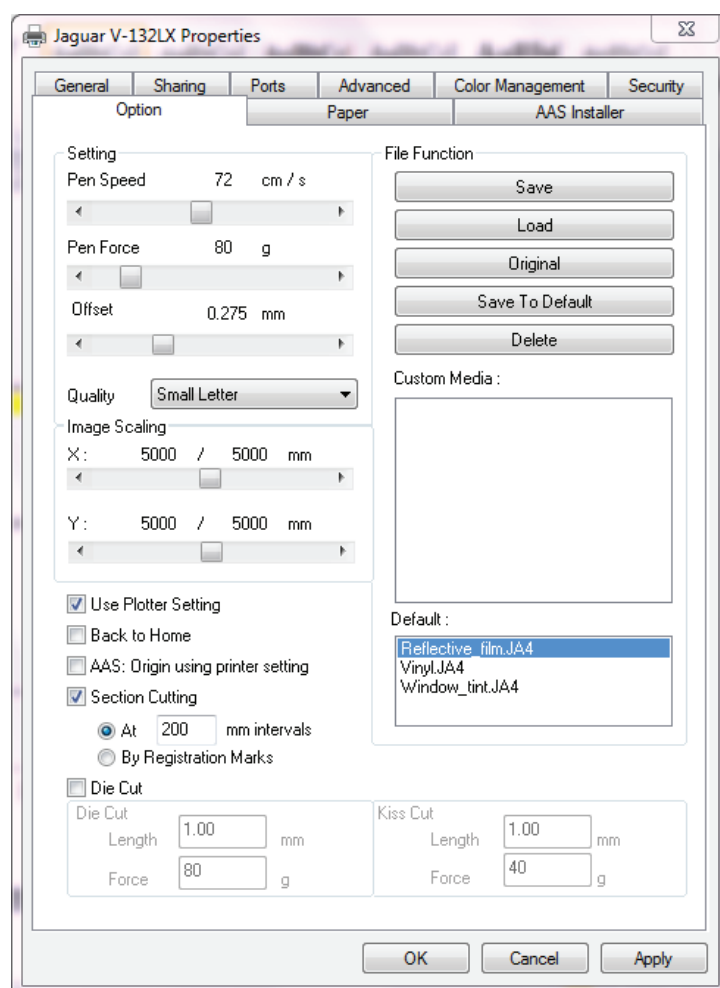 Jaguar V-132LX Properties
General Sharing Ports Advanced Color Management Security
Option Paper AAS Installer
Setting
Pen Speed 72 cm / s
Pen Force 80 g
Offset 0.275 mm
Quality Small Letter
Image Scaling
X : 5000 / 5000 mm
Y : 5000 / 5000 mm
Use Plotter Setting
Back to Home
AAS: Origin using printer setting
Section Cutting
At 200 mm intervals
By Registration Marks
File Function
Save
Load
Original
Save To Default
Delete
Custom Media :
Default :
Reflective_film.JA4
Vinyl.JA4
Window_tint.JA4
Die Cut
Die Cut
Length 1.00 mm
Force 80 g
Kiss Cut
Length 1.00 mm
Force 40 g
OK Cancel Apply